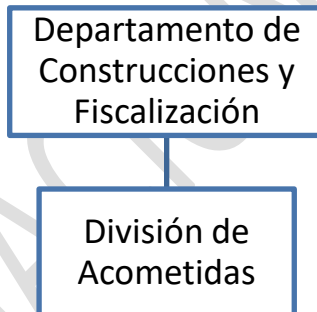 Departamento de
Construcciones y
Fiscalización
División de
Acometidas